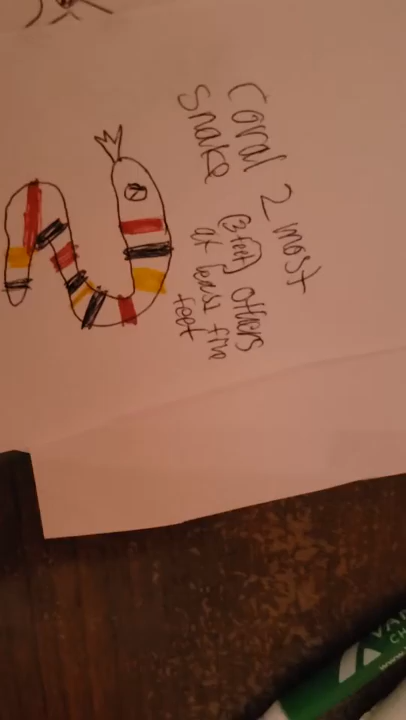 Coral 2 most
Snake (3 feet) others
at least five
feet